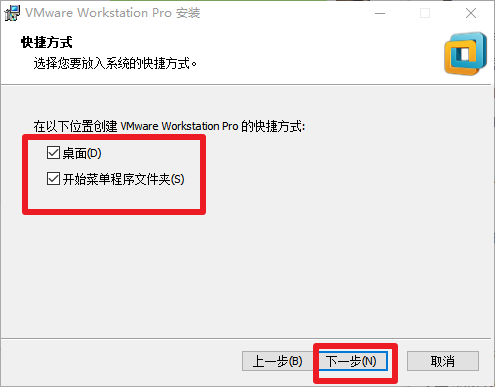 VMware Workstation Pro 安装
快捷方式
选择您要放入系统的快捷方式。
在以下位置创建 VMware Workstation Pro 的快捷方式:
桌面(D)
开始菜单程序文件夹(S)
上一步(B) 下一步(N) 取消